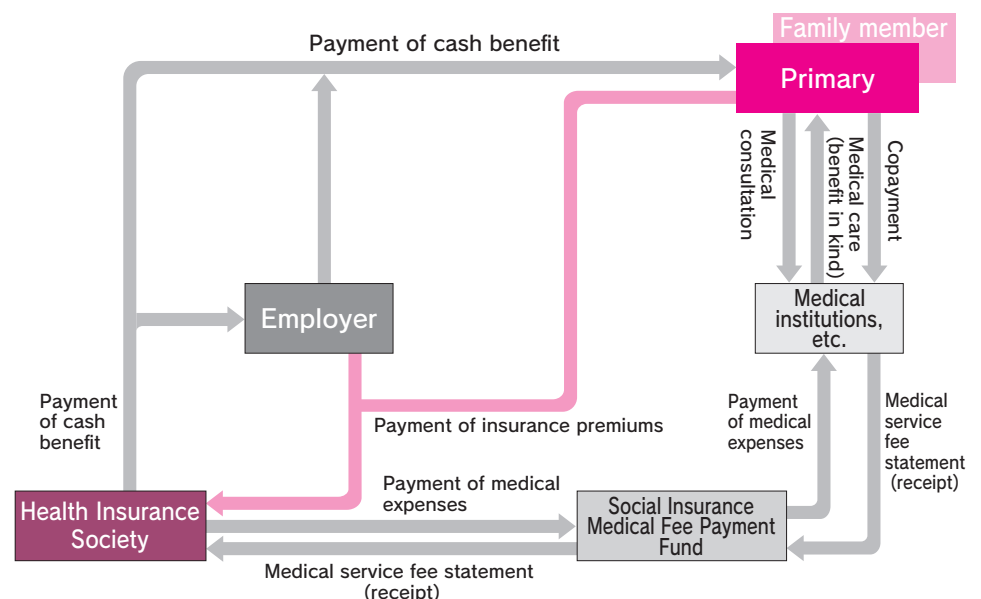 Family member
Payment of cash benefit
Primary
Medical
consultation
Medical care
(benefit in kind)
Copayment
Employer
Medical
institutions,
etc.
Payment
of cash
benefit
Payment of insurance premiums
Payment
of medical
expenses
Medical
service
fee
statement
(receipt)
Payment of medical
expenses
Health Insurance
Society
Social Insurance
Medical Fee Payment
Fund
Medical service fee statement
(receipt)